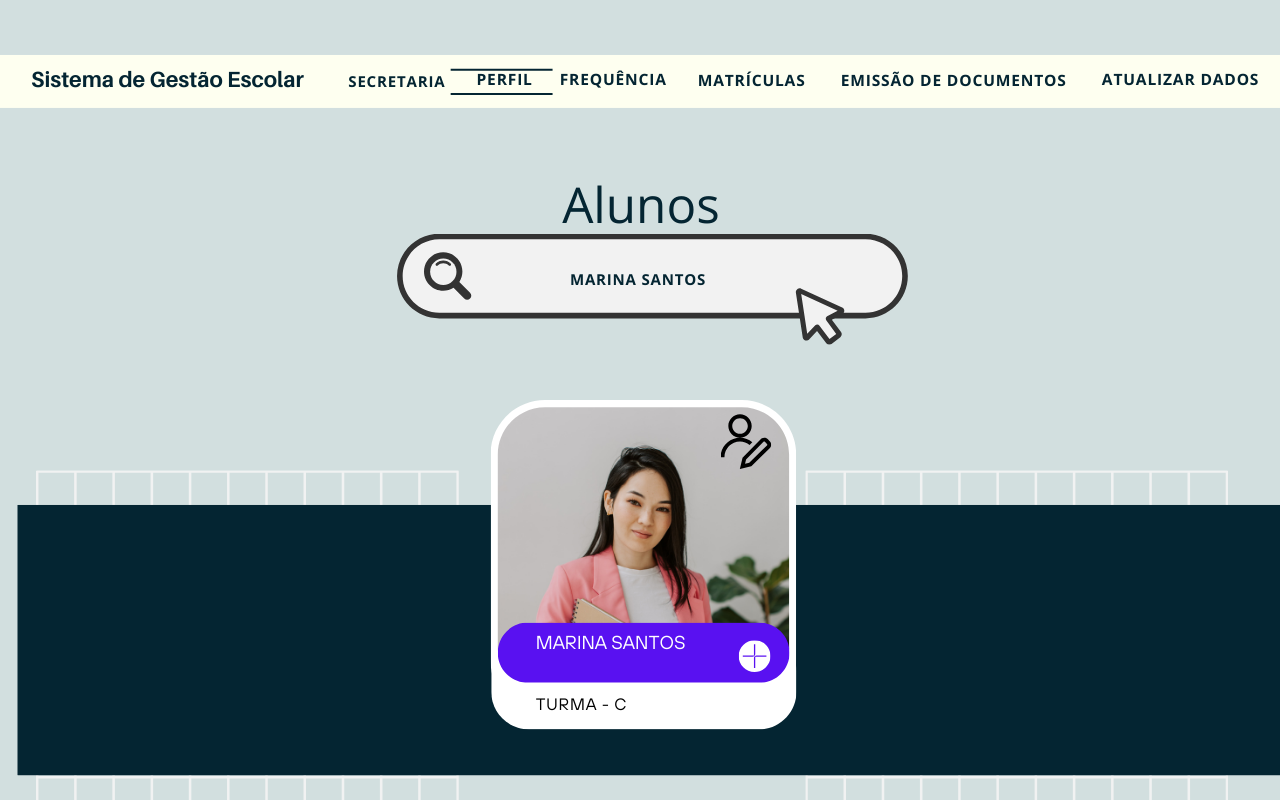 Sistema de Gestão Escolar
SECRETARIA
PERFIL
FREQUÊNCIA
MATRÍCULAS
EMISSÃO DE DOCUMENTOS
ATUALIZAR DADOS
Alunos
MARINA SANTOS
MARINA SANTOS
TURMA - C